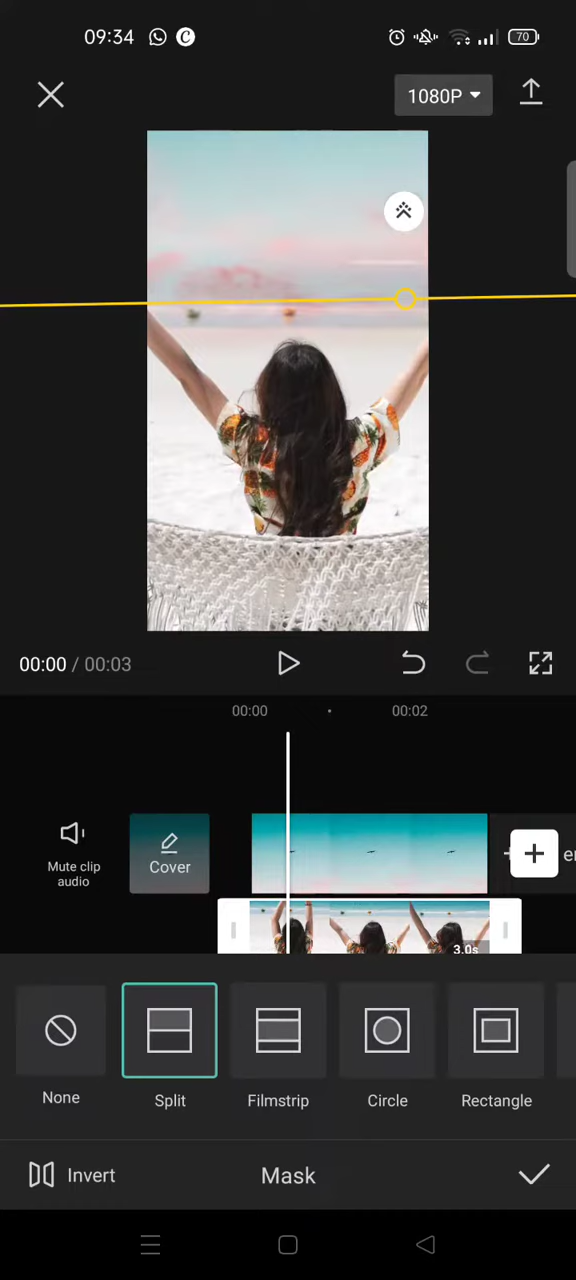 09:34
70
1080P
00:00 / 00:03
00:00
00:02
Mute clip
audio
Cover
3.0s
None
Split
Filmstrip
Circle
Rectangle
Invert
Mask